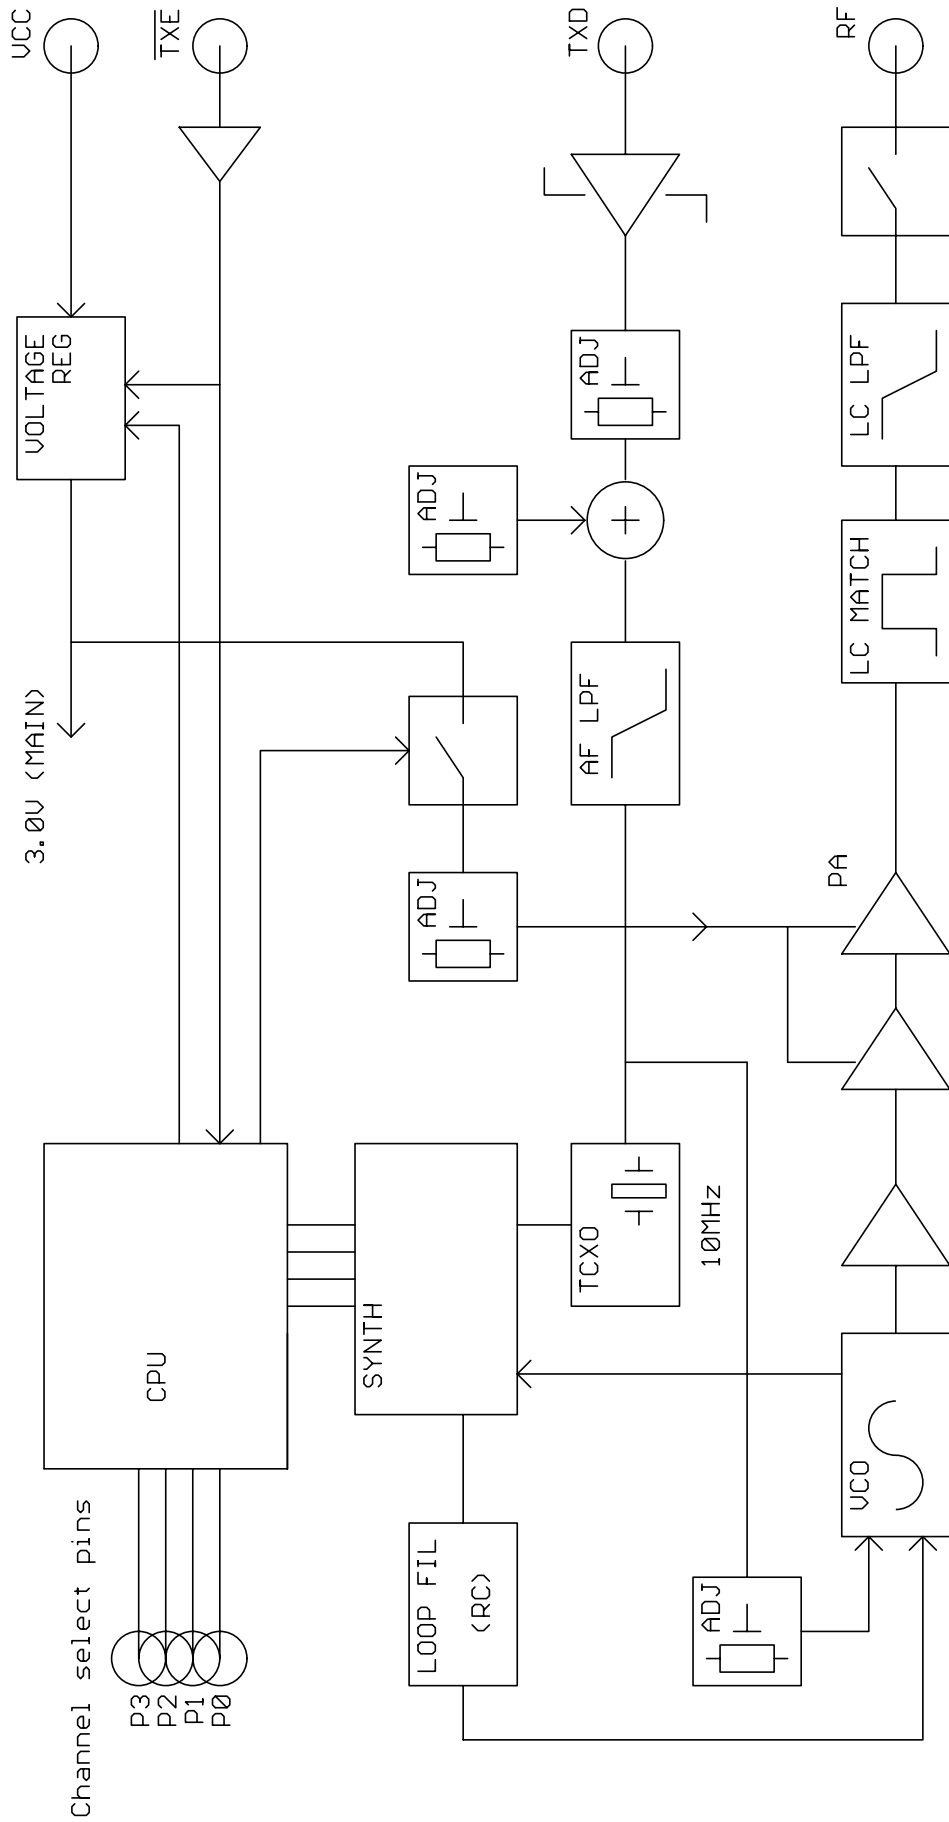 VCC
TXE
TXD
RF
VOLTAGE
REG
ADJ
LC LPF
ADJ
LC MATCH
AF LPF
3.0V (MAIN)
PA
ADJ
CPU
SYNTH
TCXO
10MHz
VCO
Channel select pins
LOOP FIL
(RC)
ADJ
P3
P2
P1
P0